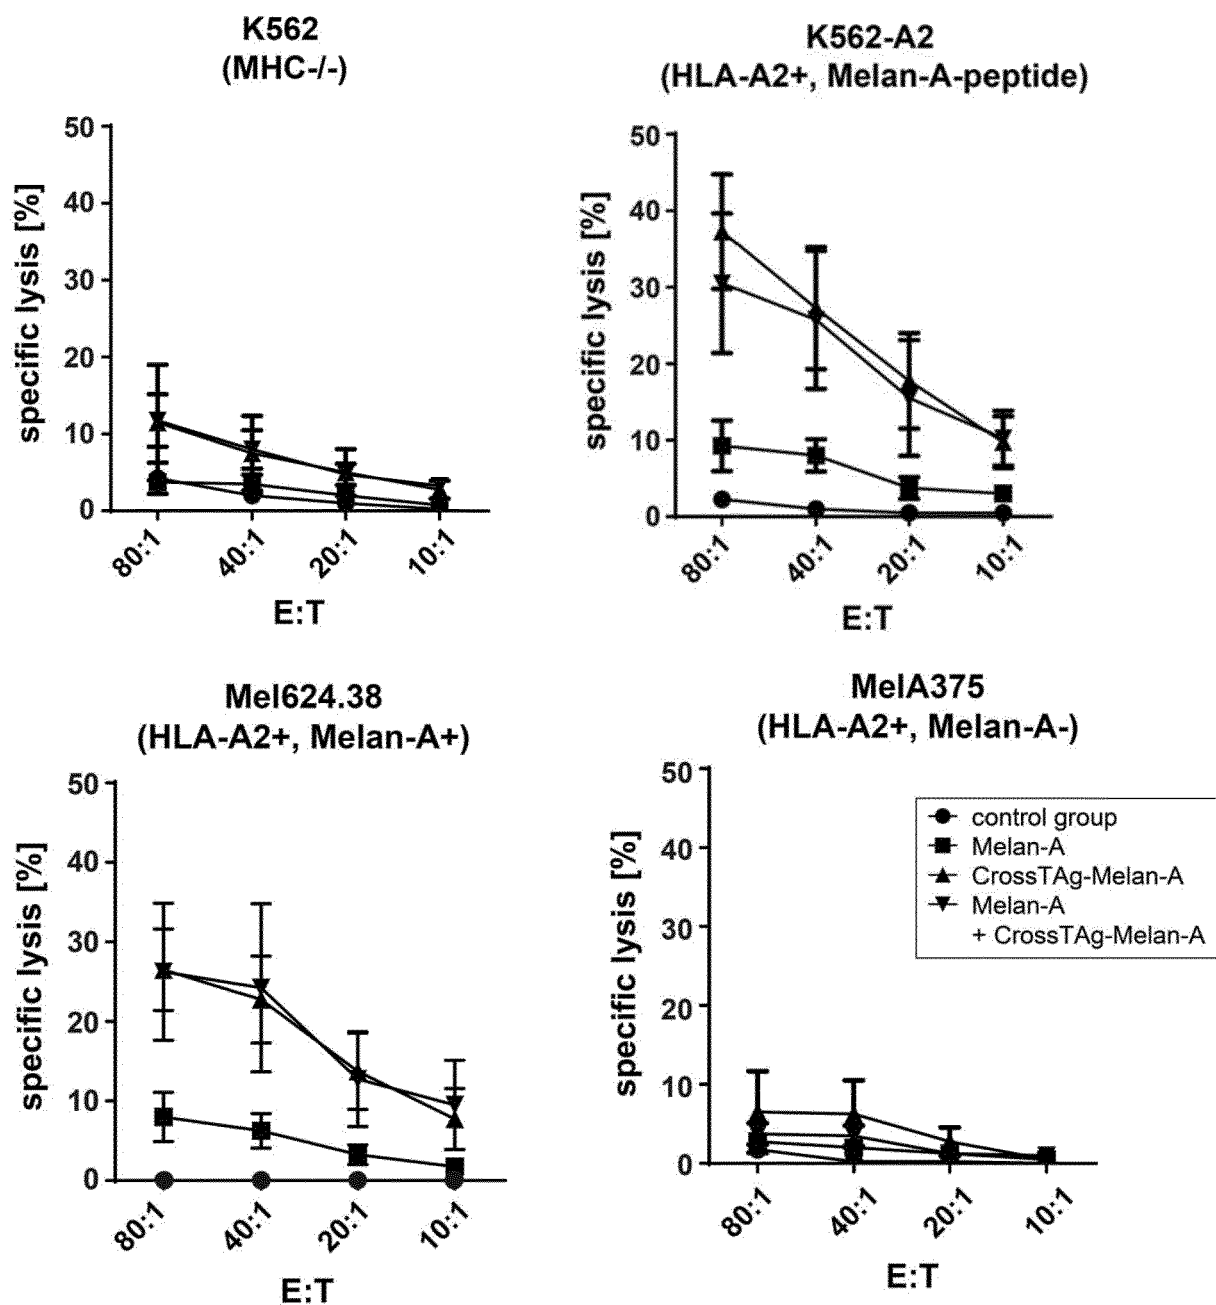 K562
(MHC-/-)
50
40
30
20
10
0
specific lysis [%]
80:1
40:1
20:1
10:1
E:T
K562-A2
(HLA-A2+, Melan-A-peptide)
50
40
30
20
10
0
specific lysis [%]
80:1
40:1
20:1
10:1
E:T
Mel624.38
(HLA-A2+, Melan-A+)
50
40
30
20
10
0
specific lysis [%]
80:1
40:1
20:1
10:1
E:T
MelA375
(HLA-A2+, Melan-A-)
50
40
30
20
10
0
specific lysis [%]
control group
Melan-A
CrossTAg-Melan-A
Melan-A
+ CrossTAg-Melan-A
80:1
40:1
20:1
10:1
E:T